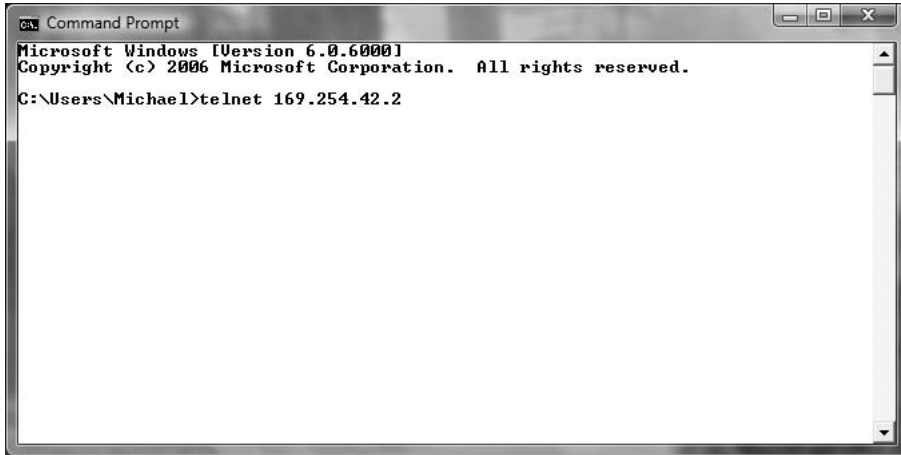 Command Prompt
Microsoft Windows [Version 6.0.6000]
Copyright (c) 2006 Microsoft Corporation.  All rights reserved.
C:\Users\Michael>telnet 169.254.42.2